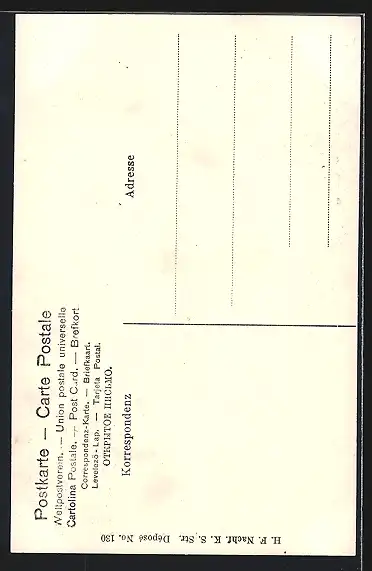 Postkarte — Carte Postale
Weltpostverein. — Union postale universelle
Cartolina Postale. — Post Card. — Brefkort
Correspondenz-Karte. — Briefkaart.
Levelező-Lap. — Tarjeta Postal.
ОТКРЫТОЕ ПИСЬМО.
Korrespondenz
Adresse
H. F. Nachf. K. S. Str. Déposé No. 130